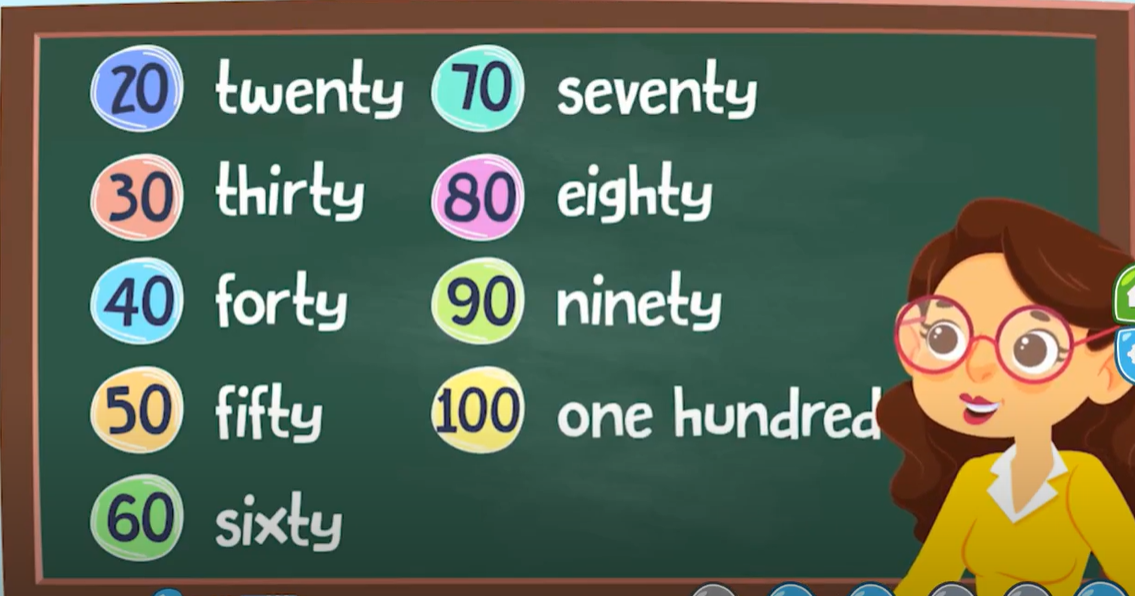 20 twenty
30 thirty
40 forty
50 fifty
60 sixty
70 seventy
80 eighty
90 ninety
100 one hundred